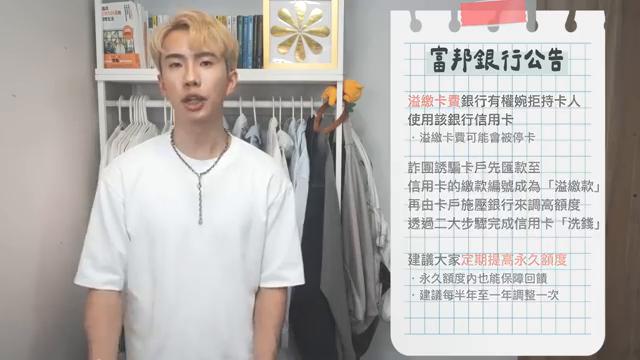 富邦銀行公告
溢繳卡費銀行有權婉拒持卡人
使用該銀行信用卡
・溢繳卡費可能會被停卡
詐團誘騙卡戶先匯款至
信用卡的繳款編號成為「溢繳款」
再由卡戶施壓銀行來調高額度
透過二大步驟完成信用卡「洗錢」
建議大家定期提高永久額度
・永久額度內也能保障回饋
・建議每半年至一年調整一次